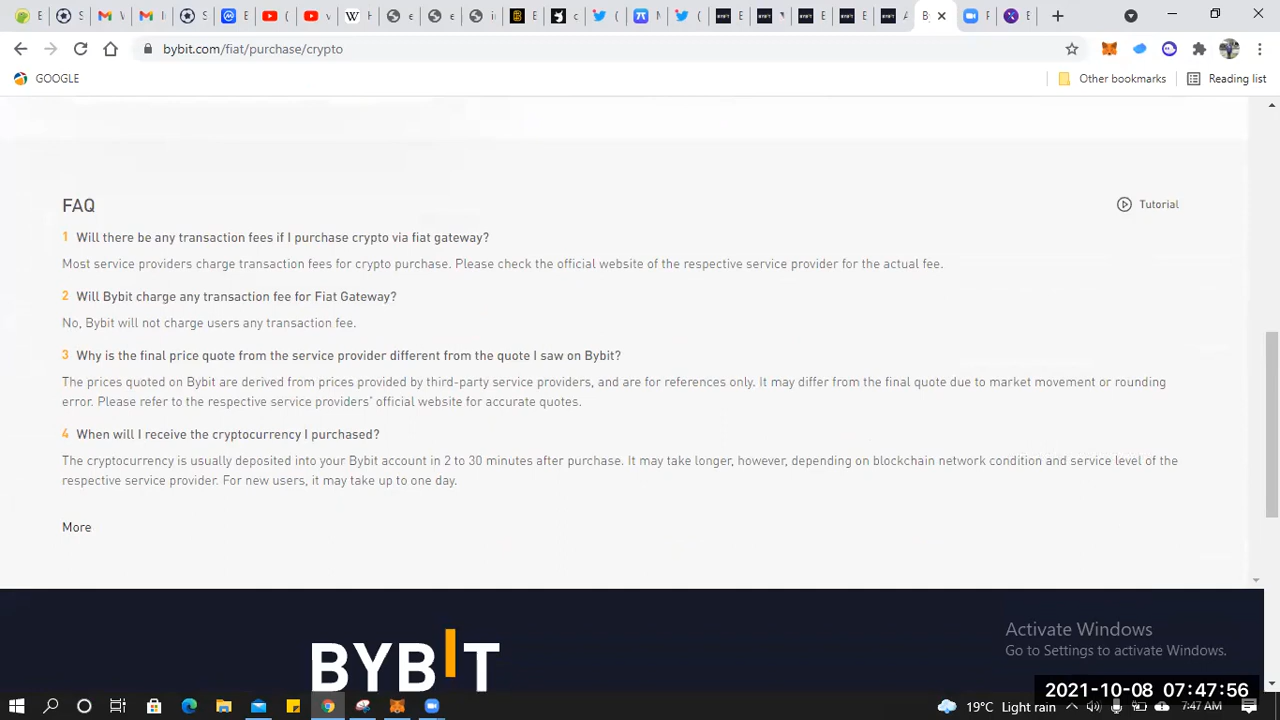 bybit.com/fiat/purchase/crypto
GOOGLE
Other bookmarks
Reading list
FAQ
Tutorial
1 Will there be any transaction fees if I purchase crypto via fiat gateway?
Most service providers charge transaction fees for crypto purchase. Please check the official website of the respective service provider for the actual fee.
2 Will Bybit charge any transaction fee for Fiat Gateway?
No, Bybit will not charge users any transaction fee.
3 Why is the final price quote from the service provider different from the quote I saw on Bybit?
The prices quoted on Bybit are derived from prices provided by third-party service providers, and are for references only. It may differ from the final quote due to market movement or rounding
error. Please refer to the respective service providers' official website for accurate quotes.
4 When will I receive the cryptocurrency I purchased?
The cryptocurrency is usually deposited into your Bybit account in 2 to 30 minutes after purchase. It may take longer, however, depending on blockchain network condition and service level of the
respective service provider. For new users, it may take up to one day.
More
BYBIT
Activate Windows
Go to Settings to activate Windows.
2021-10-08 07:47:56
19°C Light rain
7:47 AM